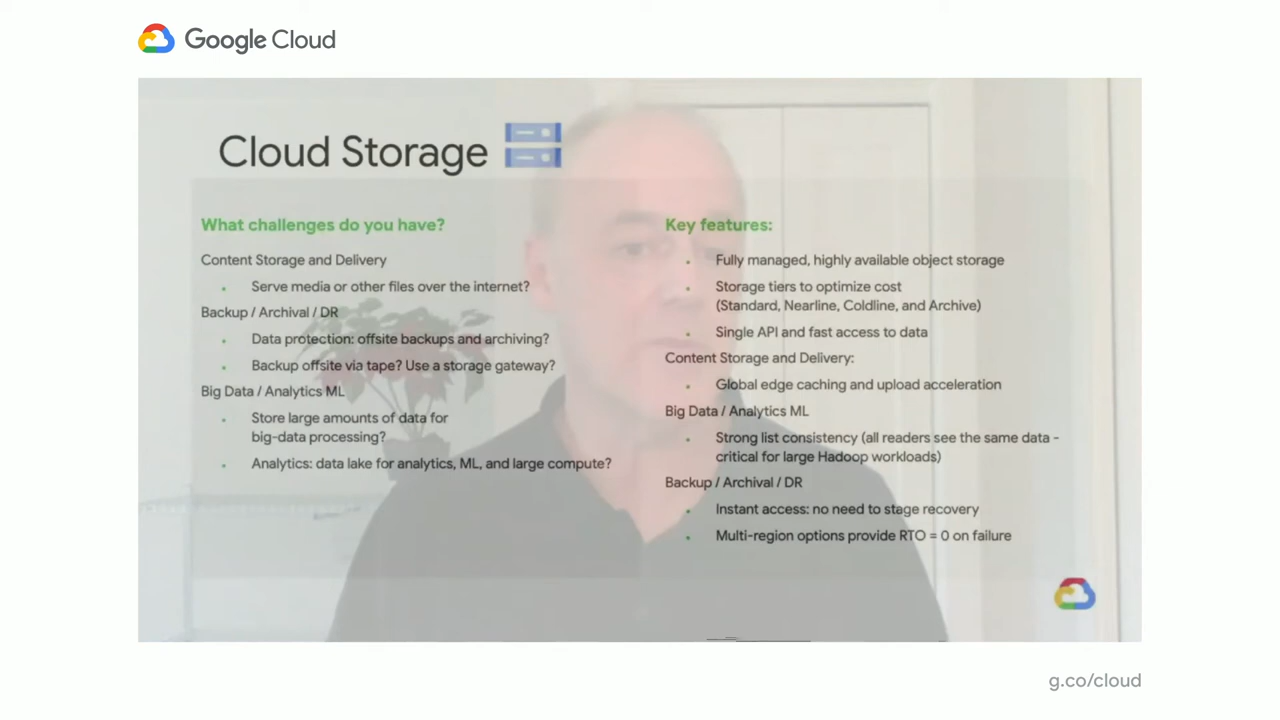 Google Cloud
Cloud Storage
What challenges do you have?
Content Storage and Delivery
Serve media or other files over the internet?
Backup / Archival / DR
Data protection: offsite backups and archiving?
Backup offsite via tape? Use a storage gateway?
Big Data / Analytics ML
Store large amounts of data for
big-data processing?
Analytics: data lake for analytics, ML, and large compute?
Key features:
Fully managed, highly available object storage
Storage tiers to optimize cost
(Standard, Nearline, Coldline, and Archive)
Single API and fast access to data
Content Storage and Delivery:
Global edge caching and upload acceleration
Big Data / Analytics ML
Strong list consistency (all readers see the same data -
critical for large Hadoop workloads)
Backup / Archival / DR
Instant access: no need to stage recovery
Multi-region options provide RTO = 0 on failure
g.co/cloud